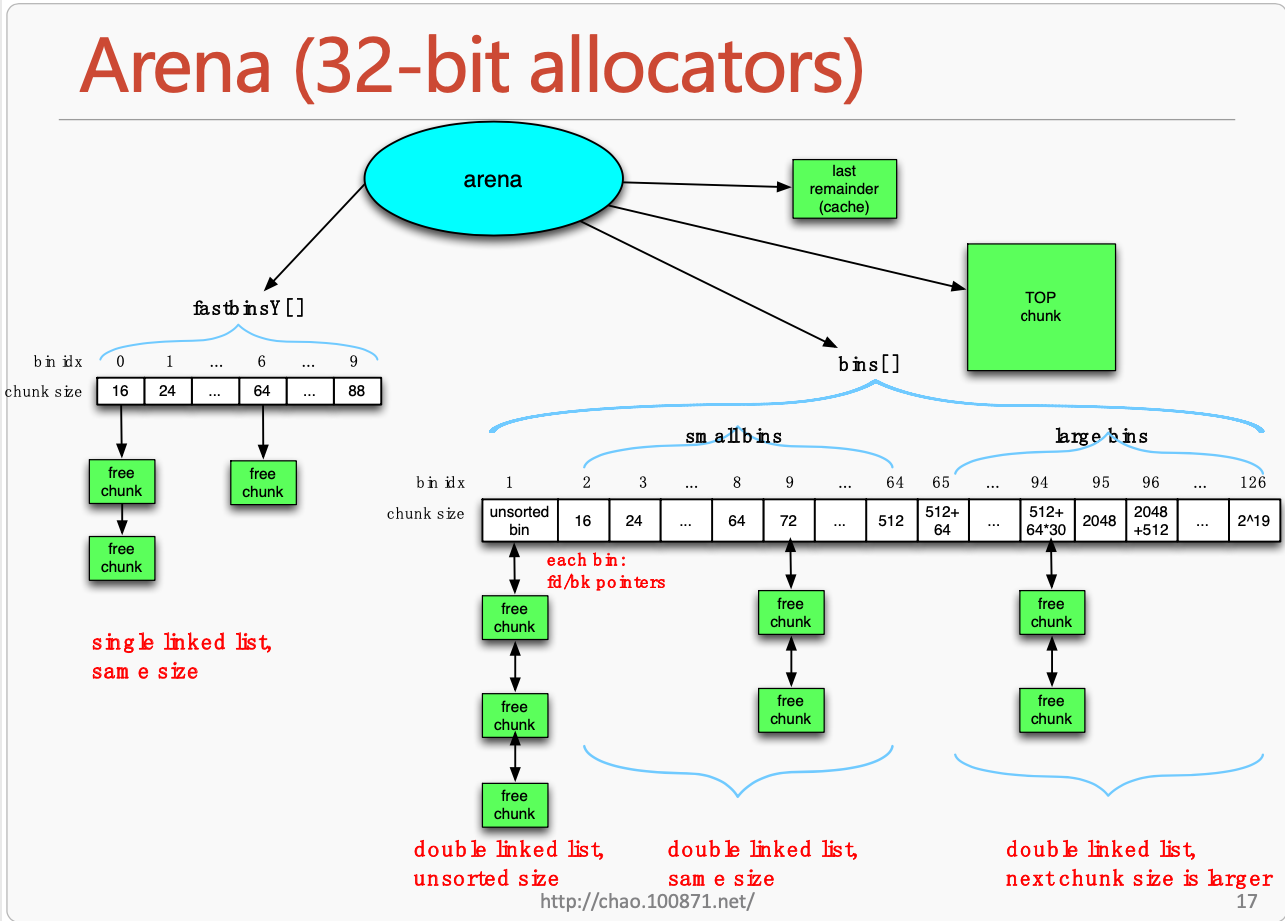 Arena (32-bit allocators)
arena
last
remainder
(cache)
TOP
chunk
fastbinsY[]
bin idx 0 1 ... 6 ... 9
chunk size 16 24 ... 64 ... 88
free
chunk
free
chunk
free
chunk
single linked list,
same size
bins[]
smallbins
large bins
bin idx 1 2 3 ... 8 9 ... 64 65 ... 94 95 96 ... 126
chunk size unsorted bin 16 24 ... 64 72 ... 512 512+64 ... 512+64*30 2048 2048+512 ... 2^19
each bin:
fd/bk pointers
free
chunk
free
chunk
free
chunk
free
chunk
free
chunk
free
chunk
free
chunk
double linked list,
unsorted size
double linked list,
same size
double linked list,
next chunk size is larger
http://chao.100871.net/
17